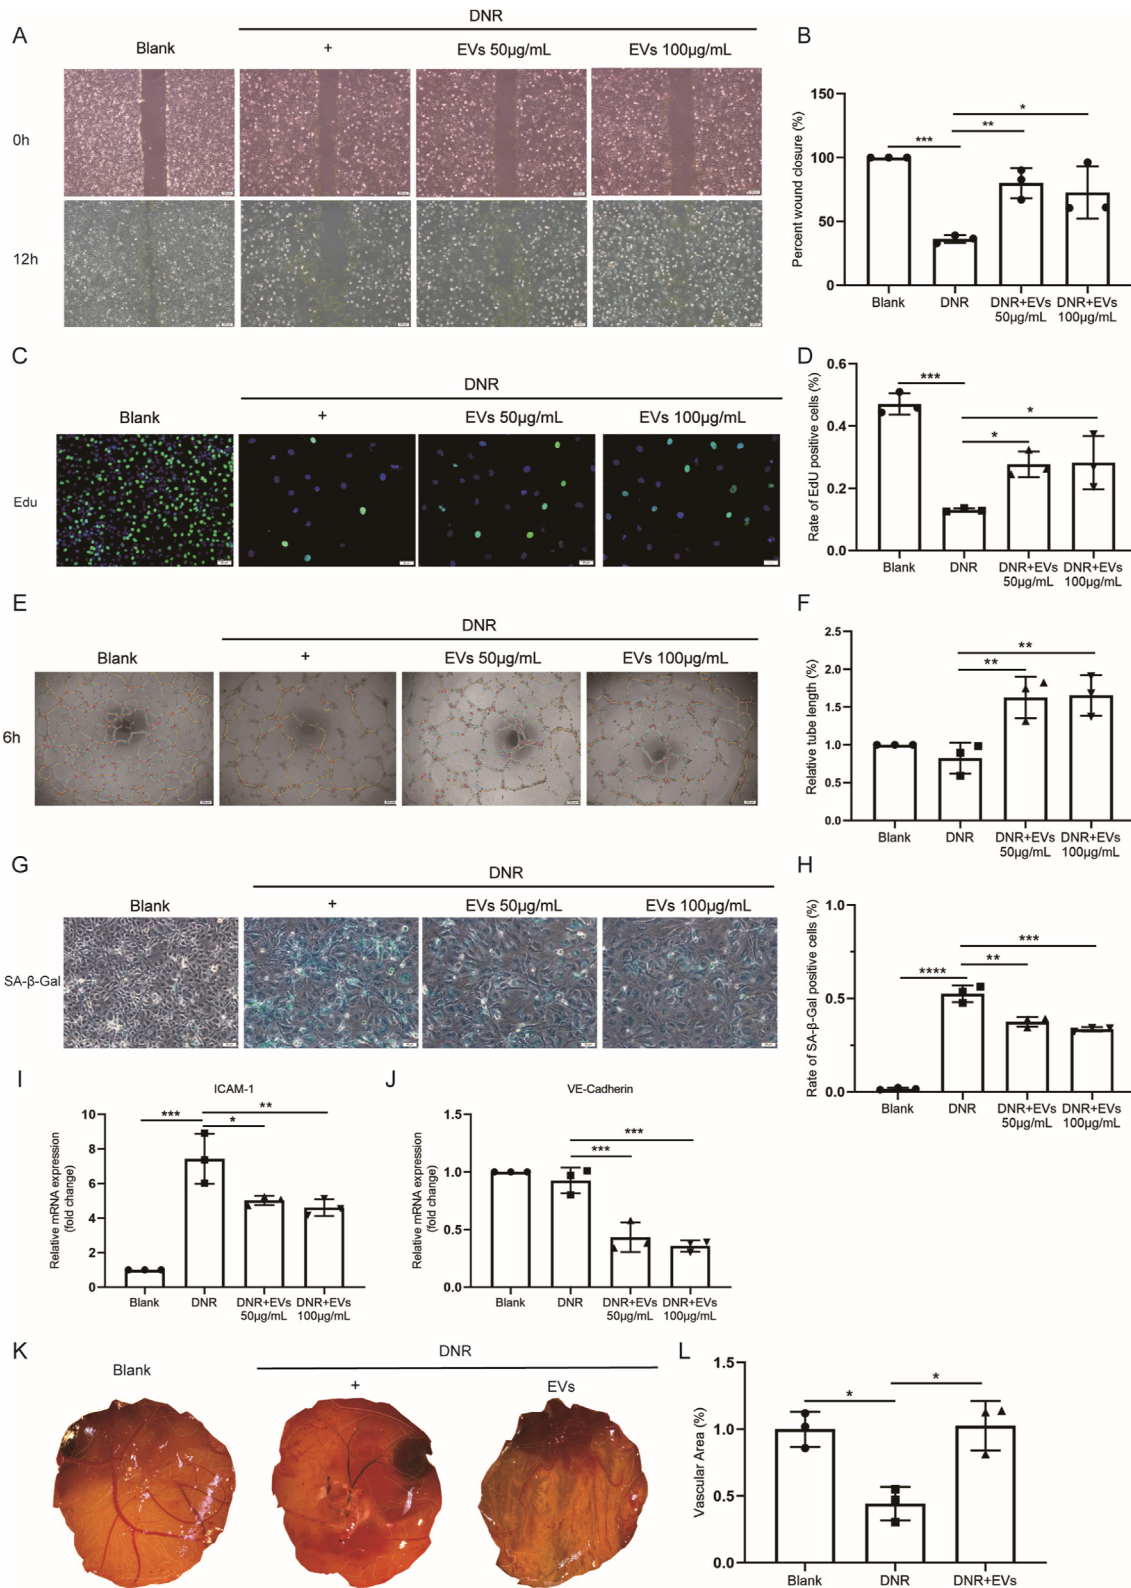 A
DNR
Blank
+
EVs 50μg/mL
EVs 100μg/mL
0h
12h
B
Percent wound closure (%)
150
100
50
0
***
**
*
Blank
DNR
DNR+EVs
50μg/mL
DNR+EVs
100μg/mL
C
DNR
Blank
+
EVs 50μg/mL
EVs 100μg/mL
Edu
D
Rate of EdU positive cells (%)
0.6
0.4
0.2
0.0
***
*
*
Blank
DNR
DNR+EVs
50μg/mL
DNR+EVs
100μg/mL
E
DNR
Blank
+
EVs 50μg/mL
EVs 100μg/mL
6h
F
Relative tube length (%)
2.5
2.0
1.5
1.0
0.5
0.0
**
**
Blank
DNR
DNR+EVs
50μg/mL
DNR+EVs
100μg/mL
G
DNR
Blank
+
EVs 50μg/mL
EVs 100μg/mL
SA-β-Gal
H
Rate of SA-β-Gal positive cells (%)
1.0
0.5
0.0
****
**
***
Blank
DNR
DNR+EVs
50μg/mL
DNR+EVs
100μg/mL
I
ICAM-1
Relative mRNA expression
(fold change)
10
8
6
4
2
0
***
*
**
Blank
DNR
DNR+EVs
50μg/mL
DNR+EVs
100μg/mL
J
VE-Cadherin
Relative mRNA expression
(fold change)
1.5
1.0
0.5
0.0
***
***
Blank
DNR
DNR+EVs
50μg/mL
DNR+EVs
100μg/mL
K
DNR
Blank
+
EVs
L
Vascular Area (%)
1.5
1.0
0.5
0.0
*
*
Blank
DNR
DNR+EVs